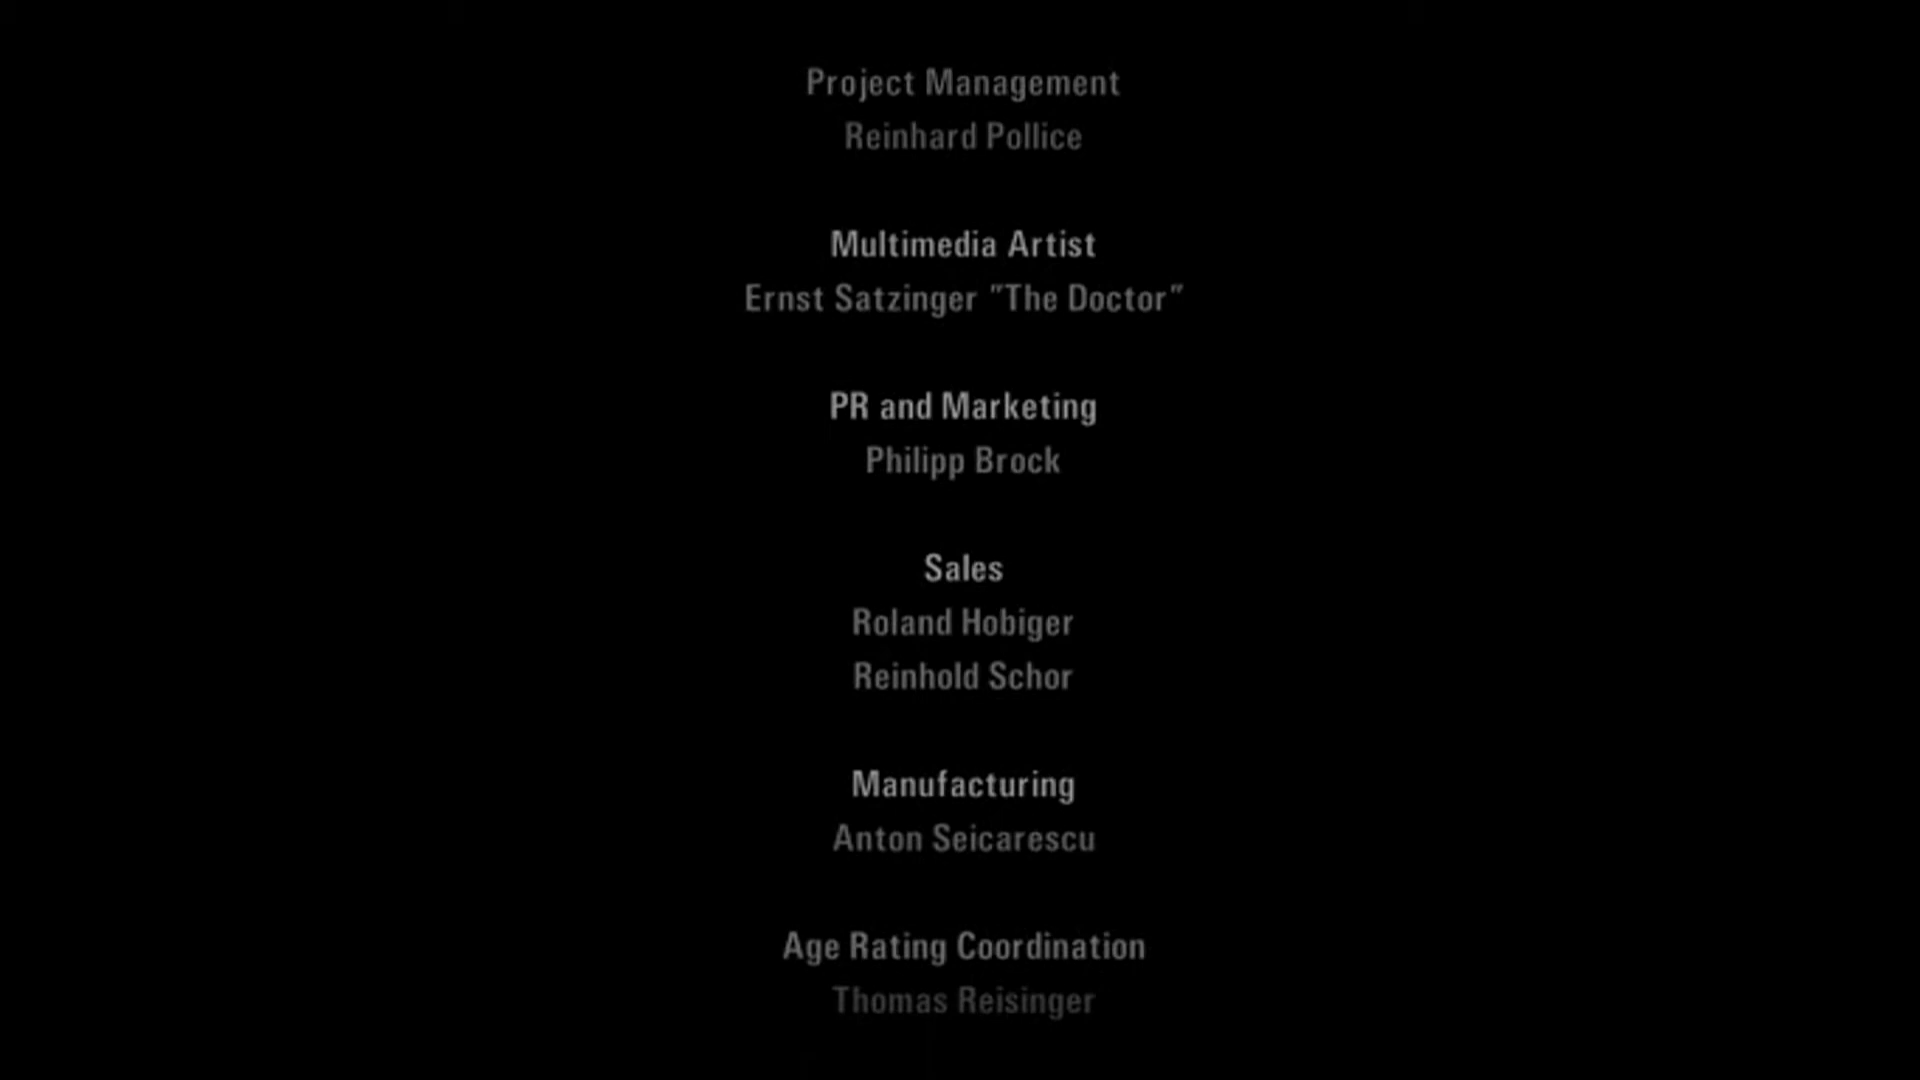 Project Management
Reinhard Pollice
Multimedia Artist
Ernst Satzinger "The Doctor"
PR and Marketing
Philipp Brock
Sales
Roland Hobiger
Reinhold Schor
Manufacturing
Anton Seicarescu
Age Rating Coordination
Thomas Reisinger